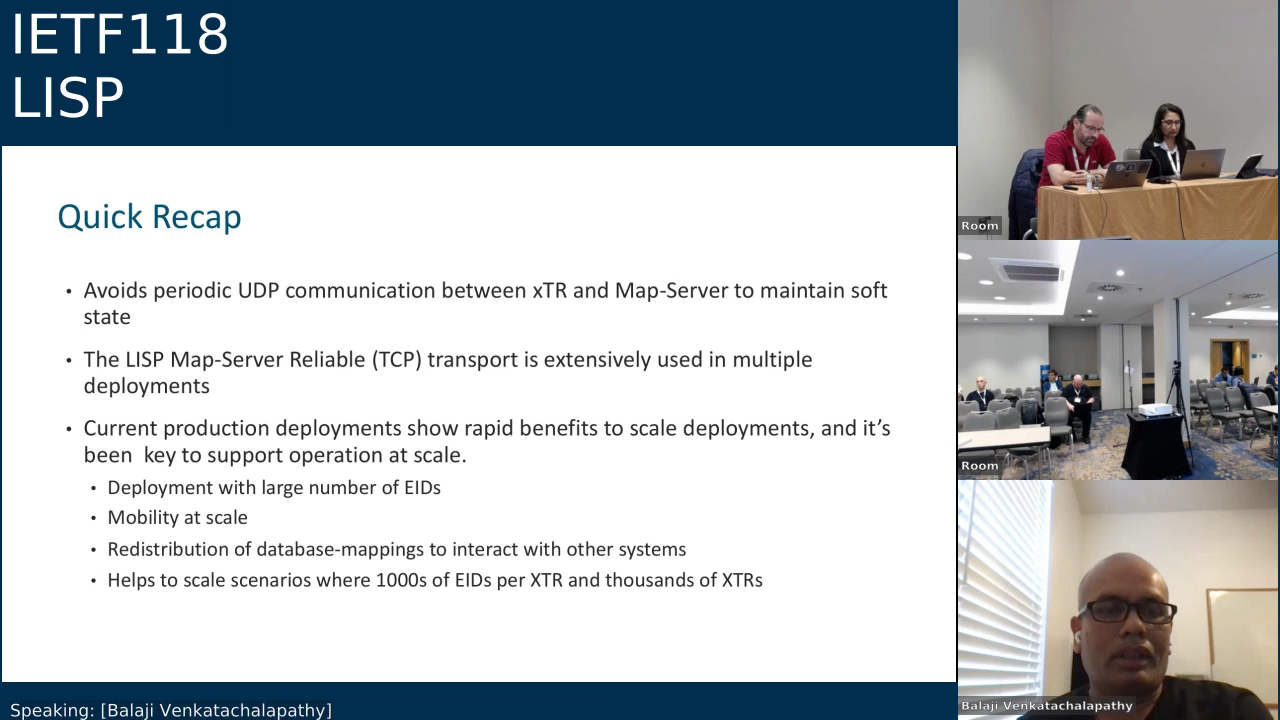 IETF118
LISP
Quick Recap
• Avoids periodic UDP communication between xTR and Map-Server to maintain soft
state
• The LISP Map-Server Reliable (TCP) transport is extensively used in multiple
deployments
• Current production deployments show rapid benefits to scale deployments, and it’s
been  key to support operation at scale.
• Deployment with large number of EIDs
• Mobility at scale
• Redistribution of database-mappings to interact with other systems
• Helps to scale scenarios where 1000s of EIDs per XTR and thousands of XTRs
Speaking: [Balaji Venkatachalapathy]
Room
Room
Balaji Venkatachalapathy